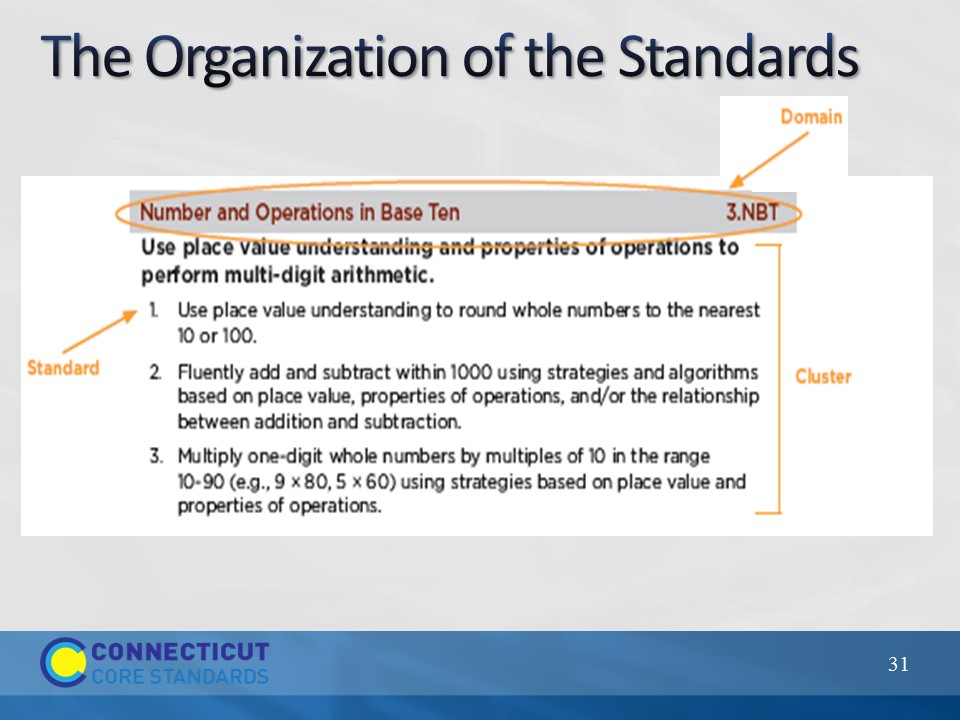 The Organization of the Standards
Domain
Number and Operations in Base Ten 3.NBT
Use place value understanding and properties of operations to
perform multi-digit arithmetic.
1. Use place value understanding to round whole numbers to the nearest
10 or 100.
Standard
2. Fluently add and subtract within 1000 using strategies and algorithms
based on place value, properties of operations, and/or the relationship
between addition and subtraction.
Cluster
3. Multiply one-digit whole numbers by multiples of 10 in the range
10-90 (e.g., 9 × 80, 5 × 60) using strategies based on place value and
properties of operations.
CONNECTICUT
CORE STANDARDS
31